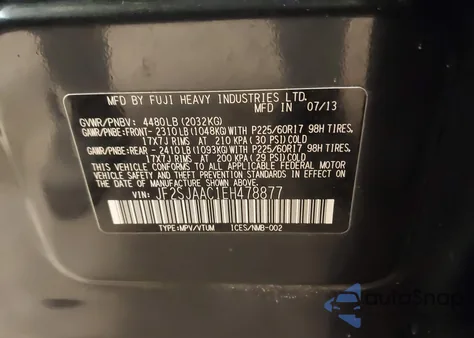 MFD BY FUJI HEAVY INDUSTRIES LTD.
MFD IN 07/13
GVWR/PNBV: 4480LB (2032KG)
GAWR/PNBE:FRONT- 2310LB (1048KG) WITH P225/60R17 98H TIRES,
17X7J RIMS AT 210 KPA (30 PSI) COLD
GAWR/PNBE:REAR - 2410LB (1093KG) WITH P225/60R17 98H TIRES,
17X7J RIMS AT 200 KPA (29 PSI) COLD
THIS VEHICLE CONFORMS TO ALL APPLICABLE FEDERAL MOTOR
VEHICLE SAFETY, BUMPER, AND THEFT PREVENTION STANDARDS IN
EFFECT ON THE DATE OF MANUFACTURE SHOWN ABOVE.
VIN: JF2SJAAC1EH478877
TYPE:MPV/VTUM ICES/NMB-002
AutoSnap